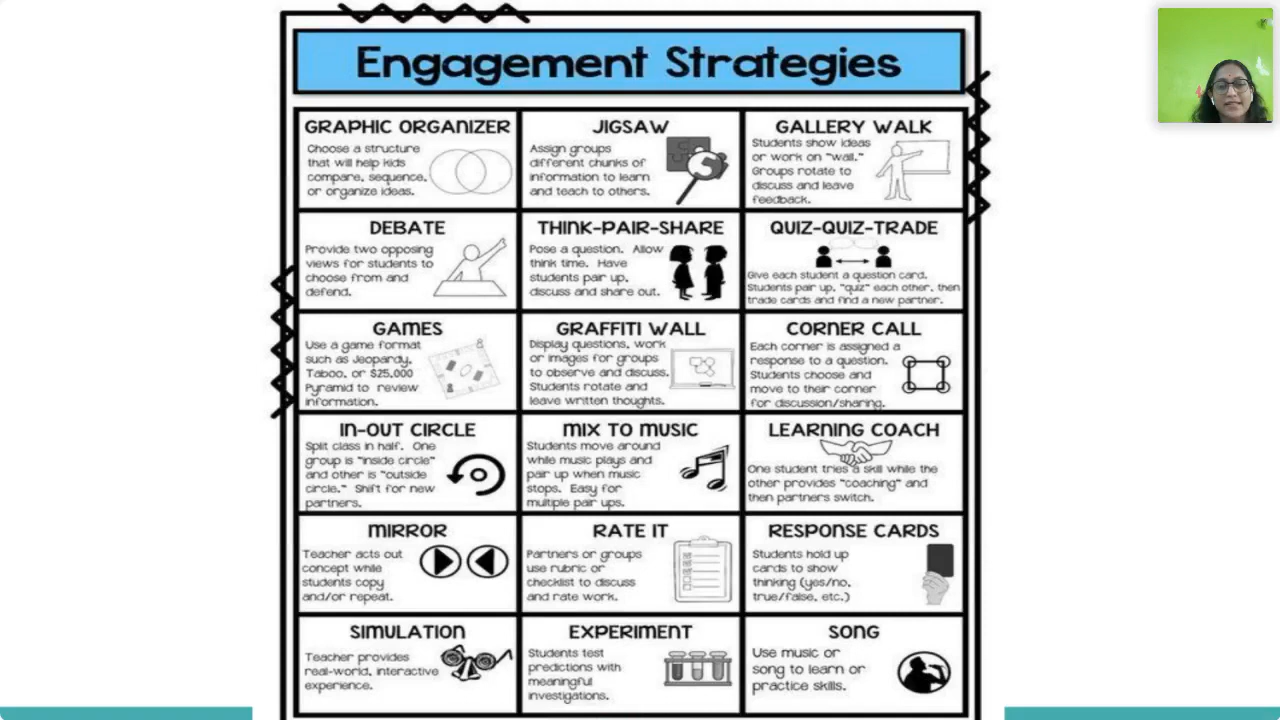 Engagement Strategies
GRAPHIC ORGANIZER
Choose a structure
that will help kids
compare, sequence,
or organize ideas.
JIGSAW
Assign groups
different chunks of
information to learn
and teach to others.
GALLERY WALK
Students show ideas
or work on "wall."
Groups rotate to
discuss and leave
feedback.
DEBATE
Provide two opposing
views for students to
choose from and
defend.
THINK-PAIR-SHARE
Pose a question. Allow
think time. Have
students pair up,
discuss and share out.
QUIZ-QUIZ-TRADE
Give each student a question card.
Students pair up, "quiz" each other, then
trade cards and find a new partner.
GAMES
Use a game format
such as Jeopardy,
Taboo, or $25,000
Pyramid to review
information.
GRAFFITI WALL
Display questions, work
or images for groups
to observe and discuss.
Students rotate and
leave written thoughts.
CORNER CALL
Each corner is assigned a
response to a question.
Students choose and
move to their corner
for discussion/sharing.
IN-OUT CIRCLE
Split class in half. One
group is "inside circle"
and other is "outside
circle." Shift for new
partners.
MIX TO MUSIC
Students move around
while music plays and
pair up when music
stops. Easy for
multiple pair ups.
LEARNING COACH
One student tries a skill while the
other provides "coaching" and
then partners switch.
MIRROR
Teacher acts out
concept while
students copy
and/or repeat.
RATE IT
Partners or groups
use rubric or
checklist to discuss
and rate work.
RESPONSE CARDS
Students hold up
cards to show
thinking (yes/no,
true/false, etc.)
SIMULATION
Teacher provides
real-world, interactive
experience.
EXPERIMENT
Students test
predictions with
meaningful
investigations.
SONG
Use music or
song to learn or
practice skills.